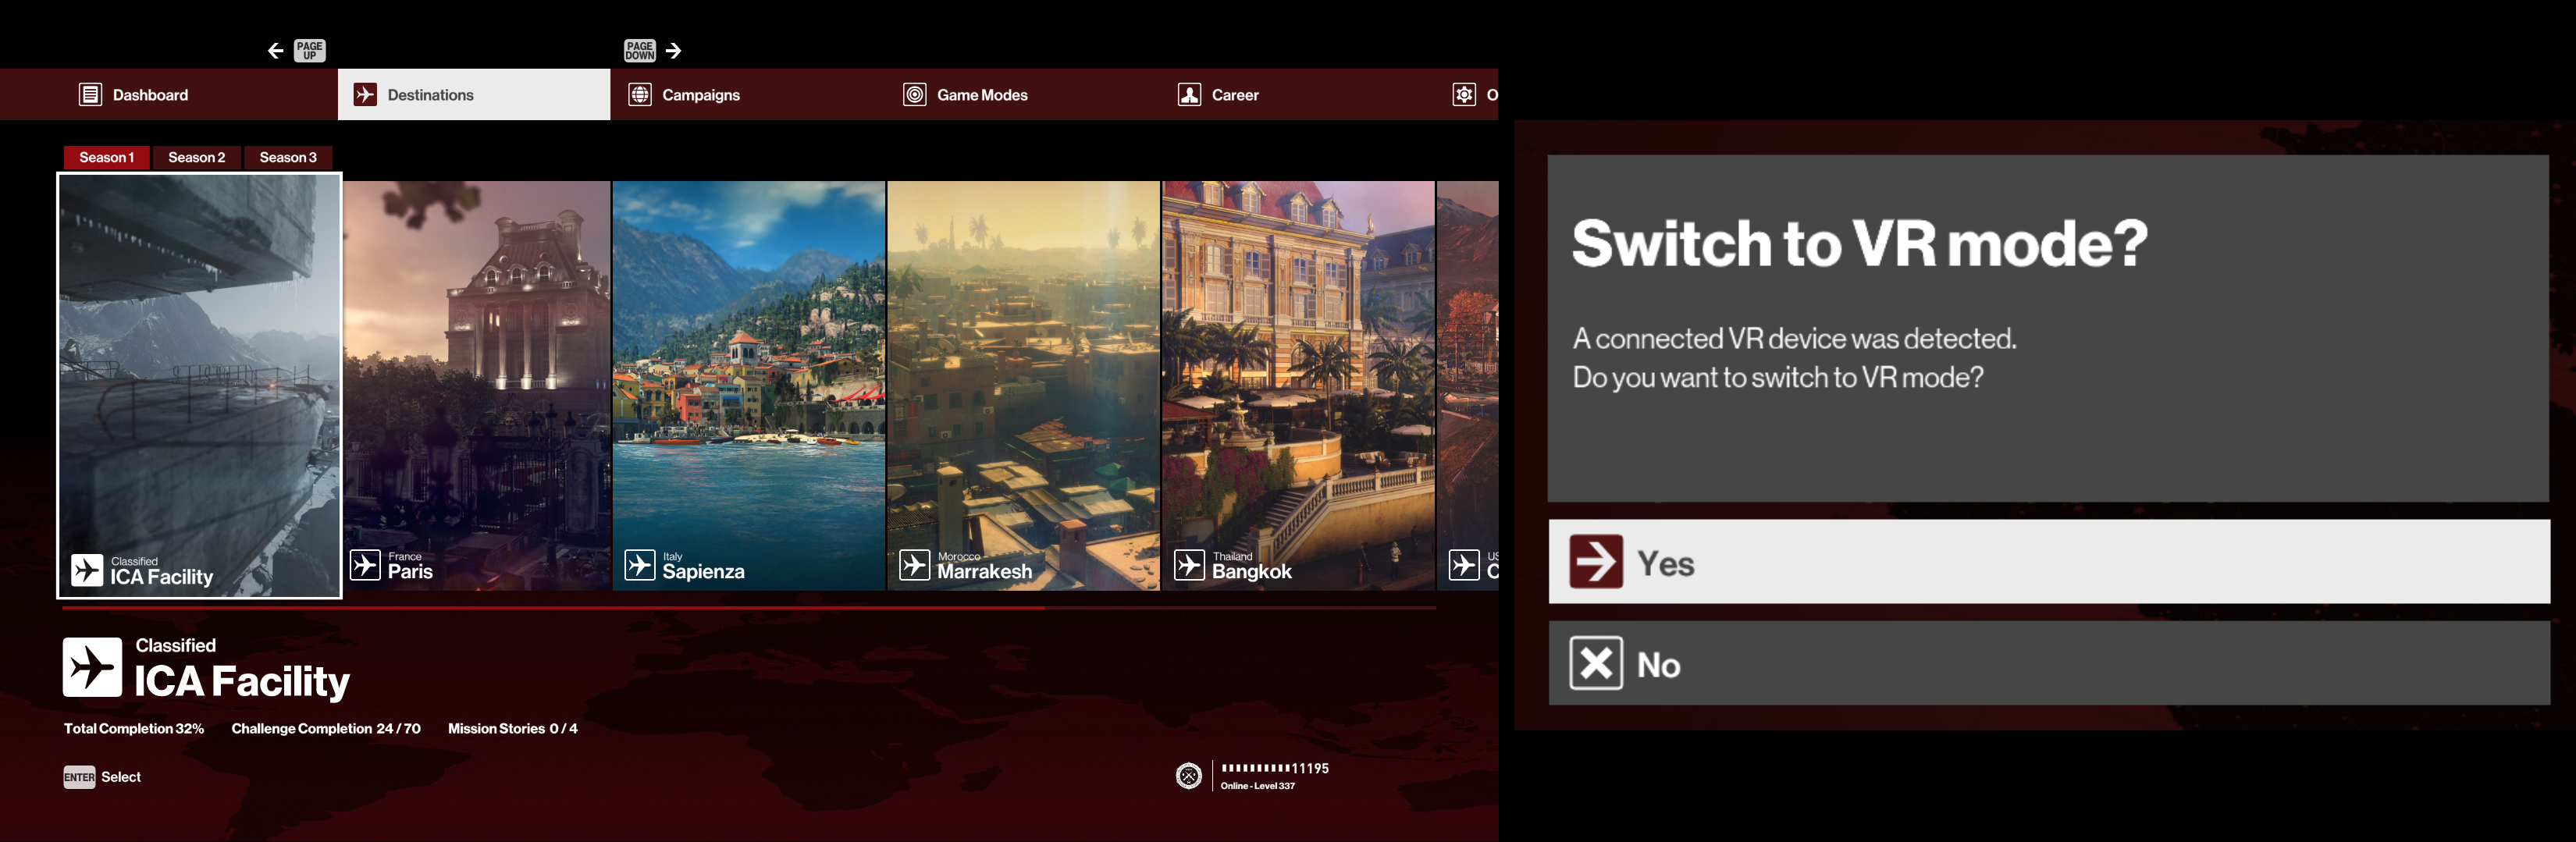 PAGE UP
PAGE DOWN
Dashboard
Destinations
Campaigns
Game Modes
Career
O
Season 1
Season 2
Season 3
Classified
ICA Facility
France
Paris
Italy
Sapienza
Morocco
Marrakesh
Thailand
Bangkok
US
C
Classified
ICA Facility
Total Completion 32%
Challenge Completion 24 / 70
Mission Stories 0 / 4
ENTER Select
11195
Online - Level 337
Switch to VR mode?
A connected VR device was detected.
Do you want to switch to VR mode?
Yes
No